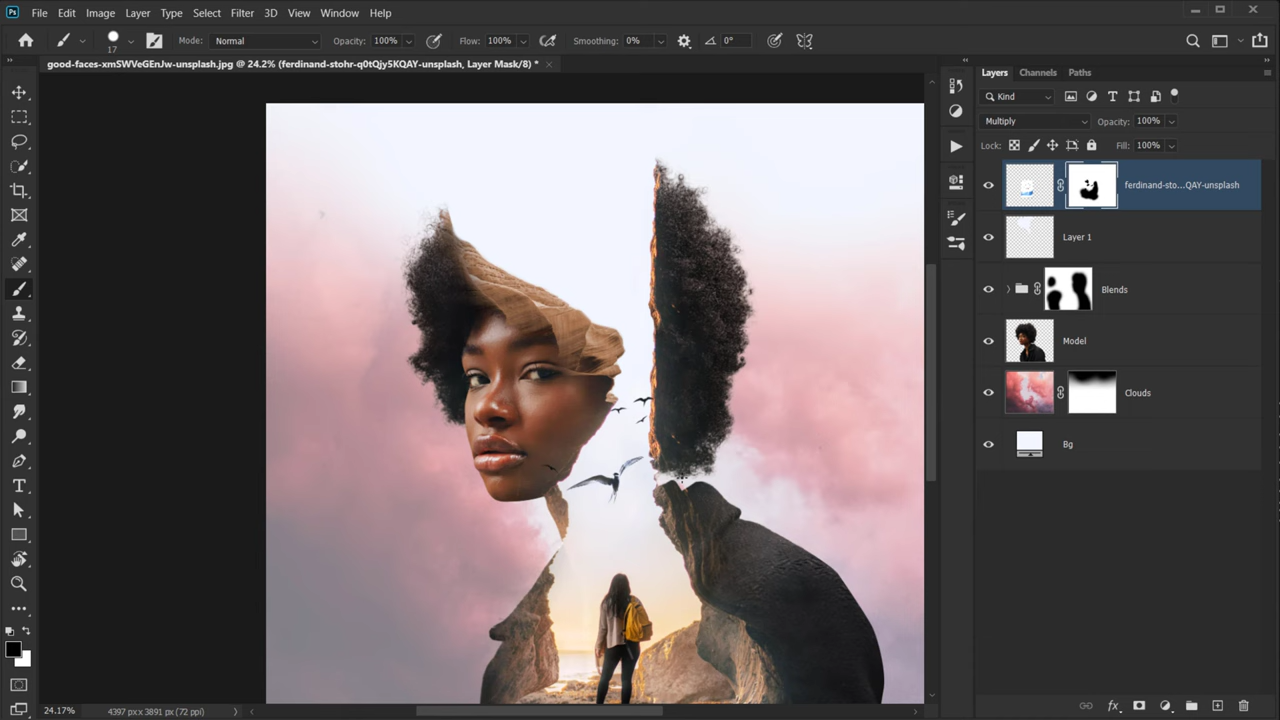 Ps File Edit Image Layer Type Select Filter 3D View Window Help
17 Mode: Normal Opacity: 100% Flow: 100% Smoothing: 0% 0°
good-faces-xmSWVeGEnJw-unsplash.jpg @ 24.2% (ferdinand-stohr-q0tQjy5KQAY-unsplash, Layer Mask/8) *
Layers Channels Paths
Kind
Multiply Opacity: 100%
Lock: Fill: 100%
ferdinand-sto...QAY-unsplash
Layer 1
Blends
Model
Clouds
Bg
24.17% 4397 px x 3891 px (72 ppi)